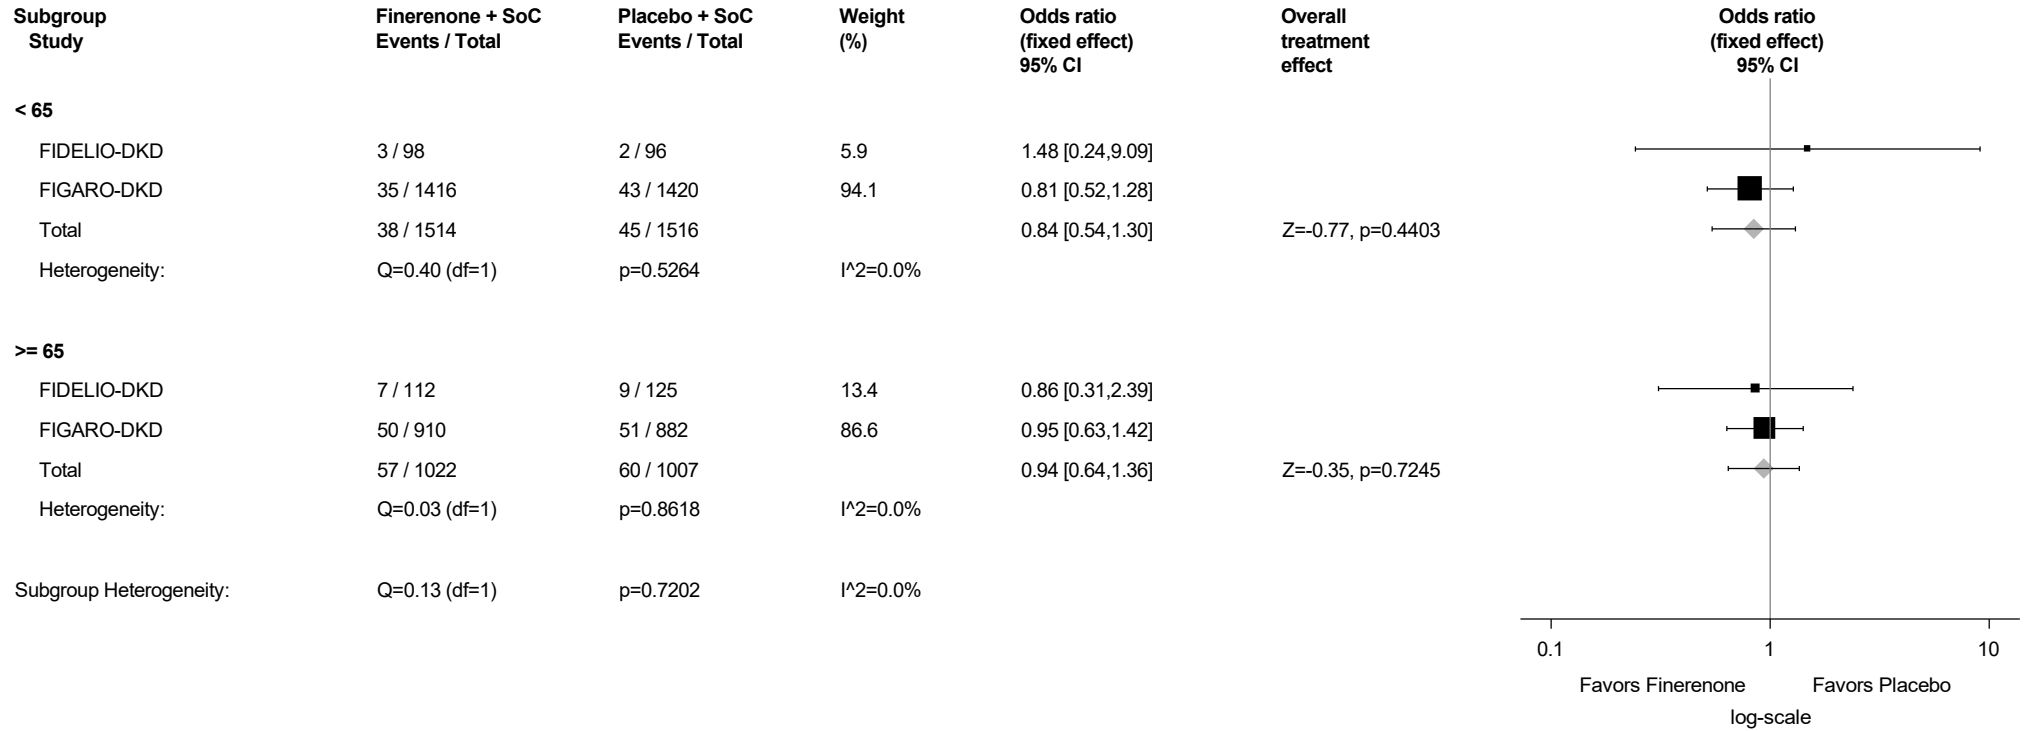 Subgroup Finerenone + SoC Placebo + SoC Weight Odds ratio Overall Odds ratio
Study Events / Total Events / Total (%) (fixed effect) treatment (fixed effect)
95% CI effect 95% CI
< 65
FIDELIO-DKD 3 / 98 2 / 96 5.9 1.48 [0.24,9.09]
FIGARO-DKD 35 / 1416 43 / 1420 94.1 0.81 [0.52,1.28]
Total 38 / 1514 45 / 1516 0.84 [0.54,1.30] Z=-0.77, p=0.4403
Heterogeneity: Q=0.40 (df=1) p=0.5264 I^2=0.0%
>= 65
FIDELIO-DKD 7 / 112 9 / 125 13.4 0.86 [0.31,2.39]
FIGARO-DKD 50 / 910 51 / 882 86.6 0.95 [0.63,1.42]
Total 57 / 1022 60 / 1007 0.94 [0.64,1.36] Z=-0.35, p=0.7245
Heterogeneity: Q=0.03 (df=1) p=0.8618 I^2=0.0%
Subgroup Heterogeneity: Q=0.13 (df=1) p=0.7202 I^2=0.0%
0.1 1 10
Favors Finerenone Favors Placebo
log-scale